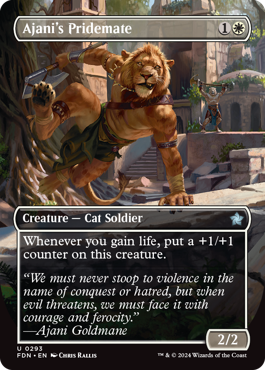 Ajani's Pridemate 1
Creature — Cat Soldier
Whenever you gain life, put a +1/+1
counter on this creature.
“We must never stoop to violence in the
name of conquest or hatred, but when
evil threatens, we must face it with
courage and ferocity.”
—Ajani Goldmane
2/2
U 0293
FDN • EN Chris Rallis
™ & © 2024 Wizards of the Coast